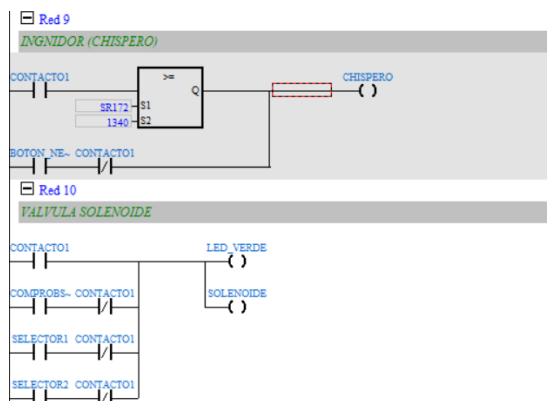 Red 9
INGNIDOR (CHISPERO)
CONTACTO1
>=
Q
CHISPERO
SR172 S1
1340 S2
BOTON_NE~ CONTACTO1
Red 10
VALVULA SOLENOIDE
CONTACTO1
LED_VERDE
COMPROBS~ CONTACTO1
SOLENOIDE
SELECTOR1 CONTACTO1
SELECTOR2 CONTACTO1